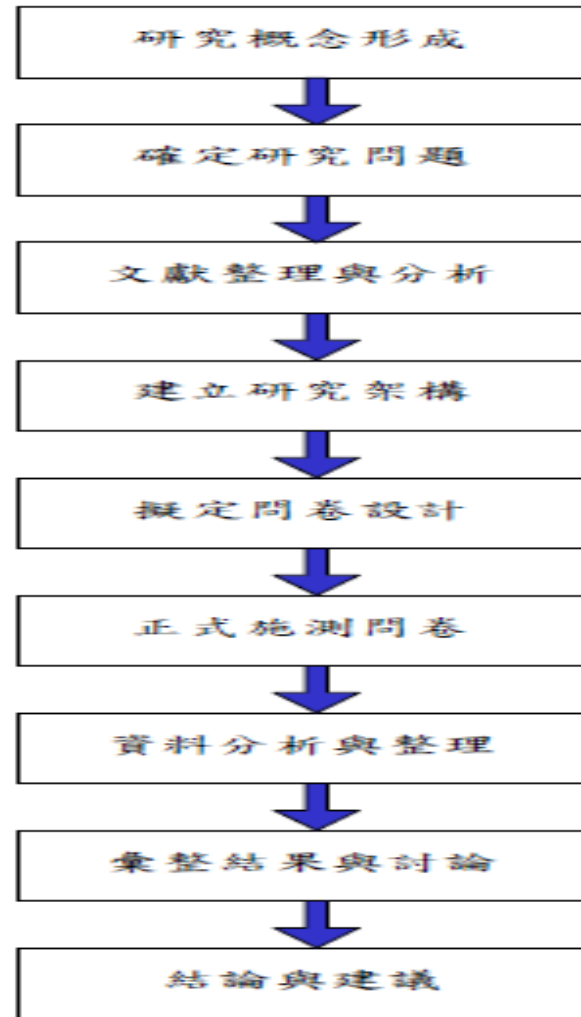 研究概念形成
確定研究問題
文獻整理與分析
建立研究架構
擬定問卷設計
正式施測問卷
資料分析與整理
彙整結果與討論
結論與建議